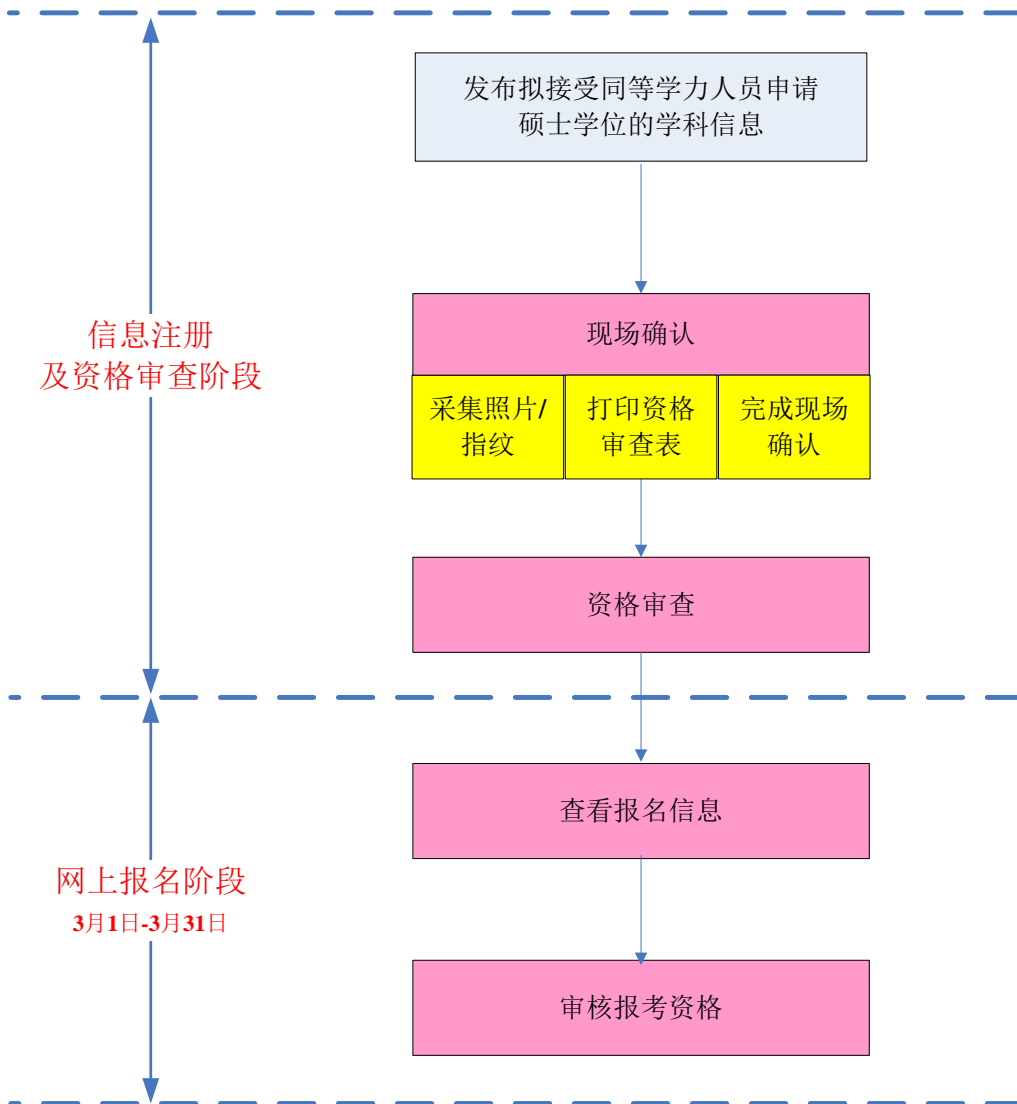 发布拟接受同等学力人员申请
硕士学位的学科信息
信息注册
及资格审查阶段
现场确认
采集照片/
指纹
打印资格
审查表
完成现场
确认
资格审查
网上报名阶段
3月1日-3月31日
查看报名信息
审核报考资格